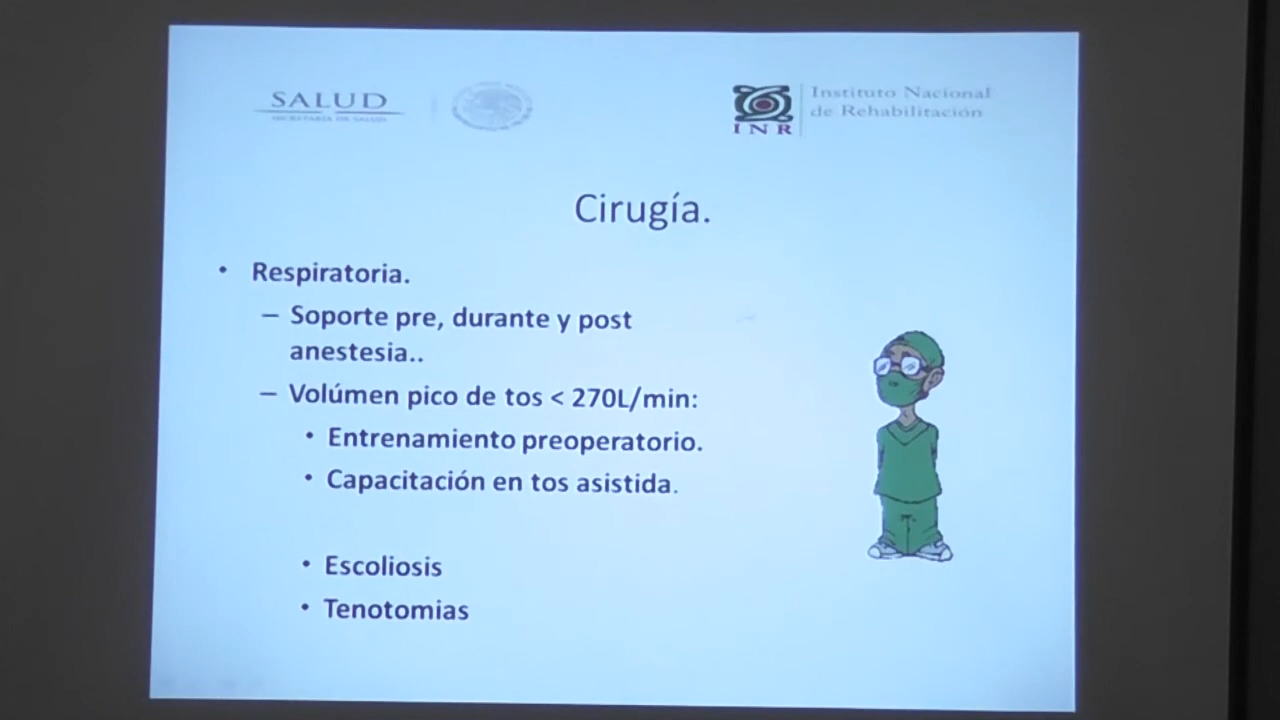 SALUD
SECRETARÍA DE SALUD
INR
Instituto Nacional
de Rehabilitación
Cirugía.
• Respiratoria.
– Soporte pre, durante y post
anestesia..
– Volúmen pico de tos < 270L/min:
• Entrenamiento preoperatorio.
• Capacitación en tos asistida.
• Escoliosis
• Tenotomias